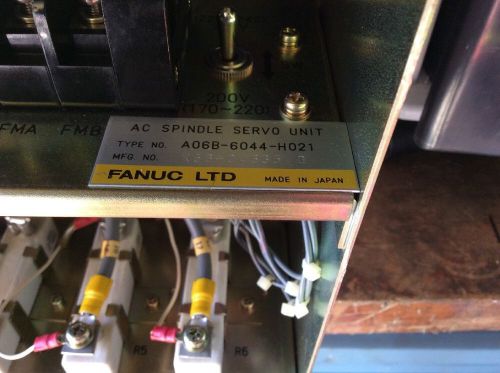 200V
(170~220)
FMA FMB
AC SPINDLE SERVO UNIT
TYPE NO. A06B-6044-H021
MFG. NO.
FANUC LTD MADE IN JAPAN
R5 R6